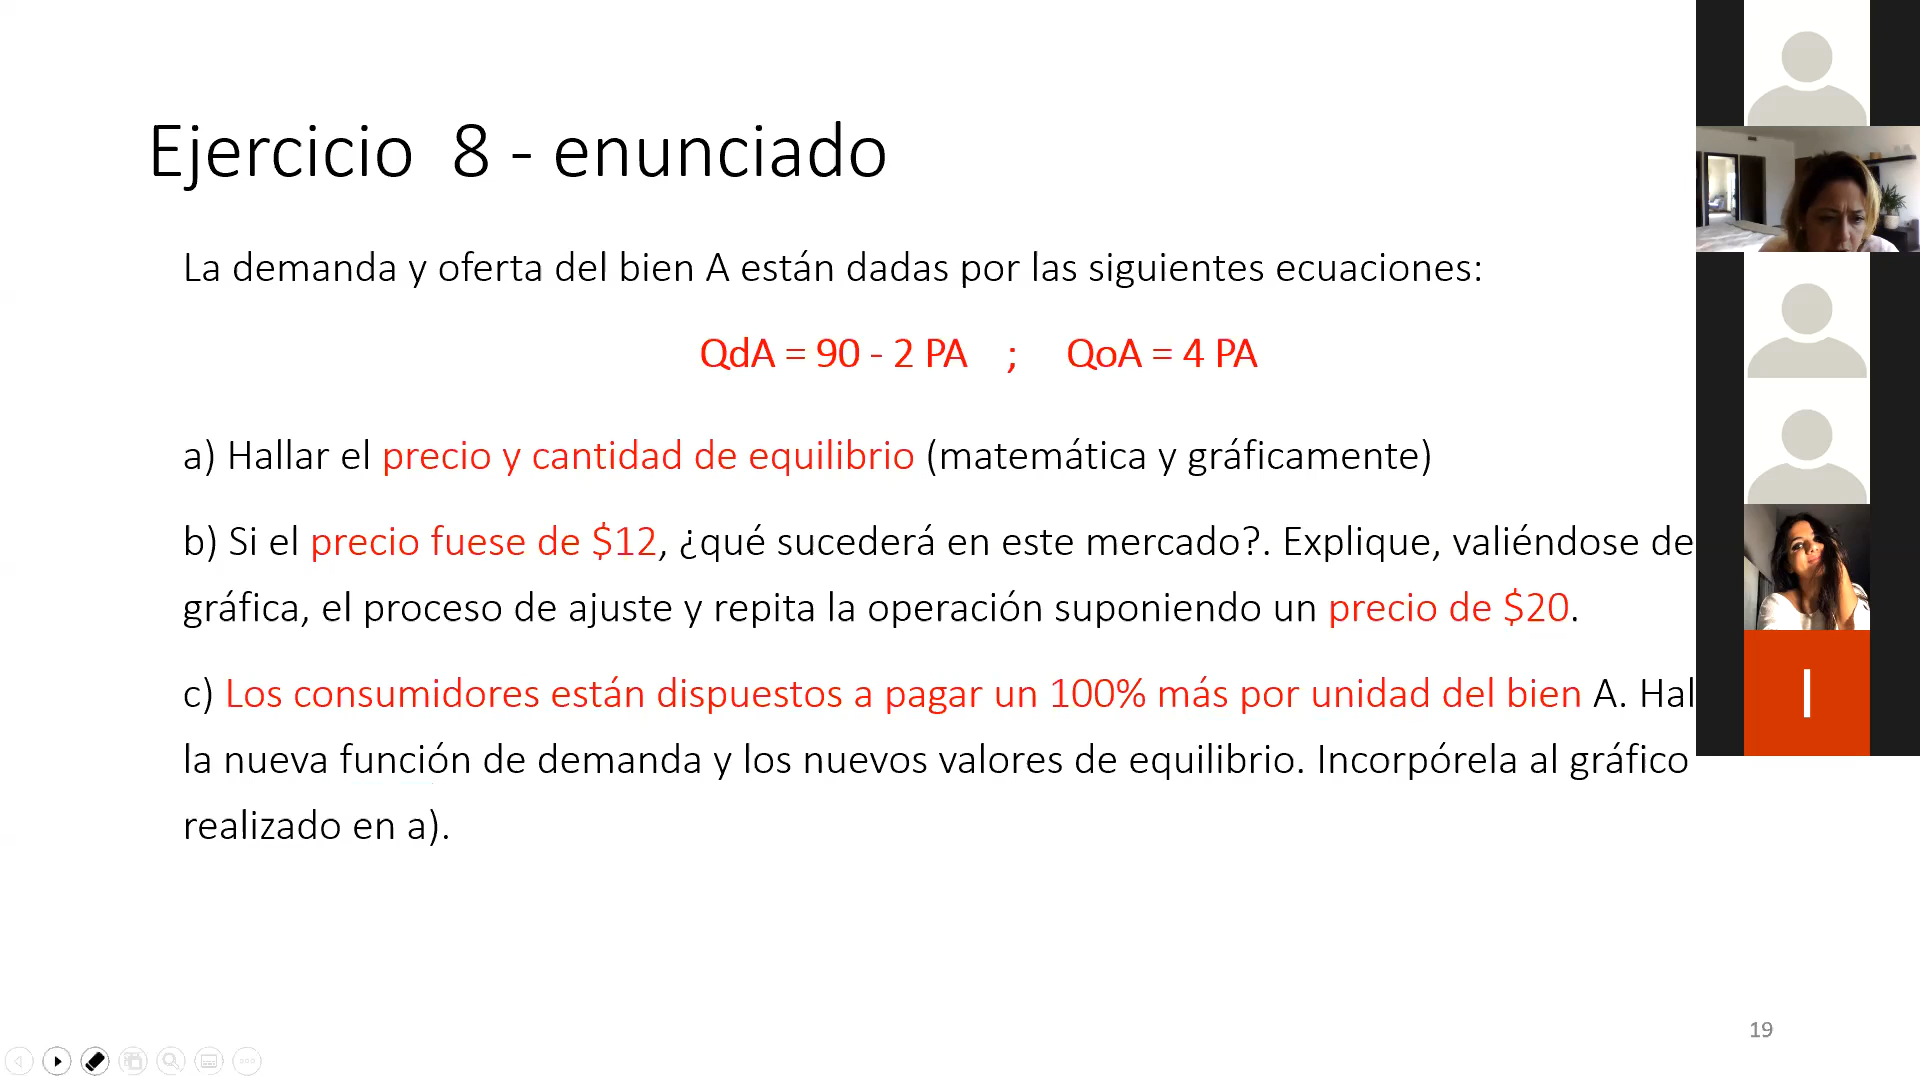 Ejercicio 8 - enunciado
La demanda y oferta del bien A están dadas por las siguientes ecuaciones:
QdA = 90 - 2 PA ; QoA = 4 PA
a) Hallar el precio y cantidad de equilibrio (matemática y gráficamente)
b) Si el precio fuese de $12, ¿qué sucederá en este mercado?. Explique, valiéndose de
gráfica, el proceso de ajuste y repita la operación suponiendo un precio de $20.
c) Los consumidores están dispuestos a pagar un 100% más por unidad del bien A. Hal
la nueva función de demanda y los nuevos valores de equilibrio. Incorpórela al gráfico
realizado en a).
I
19